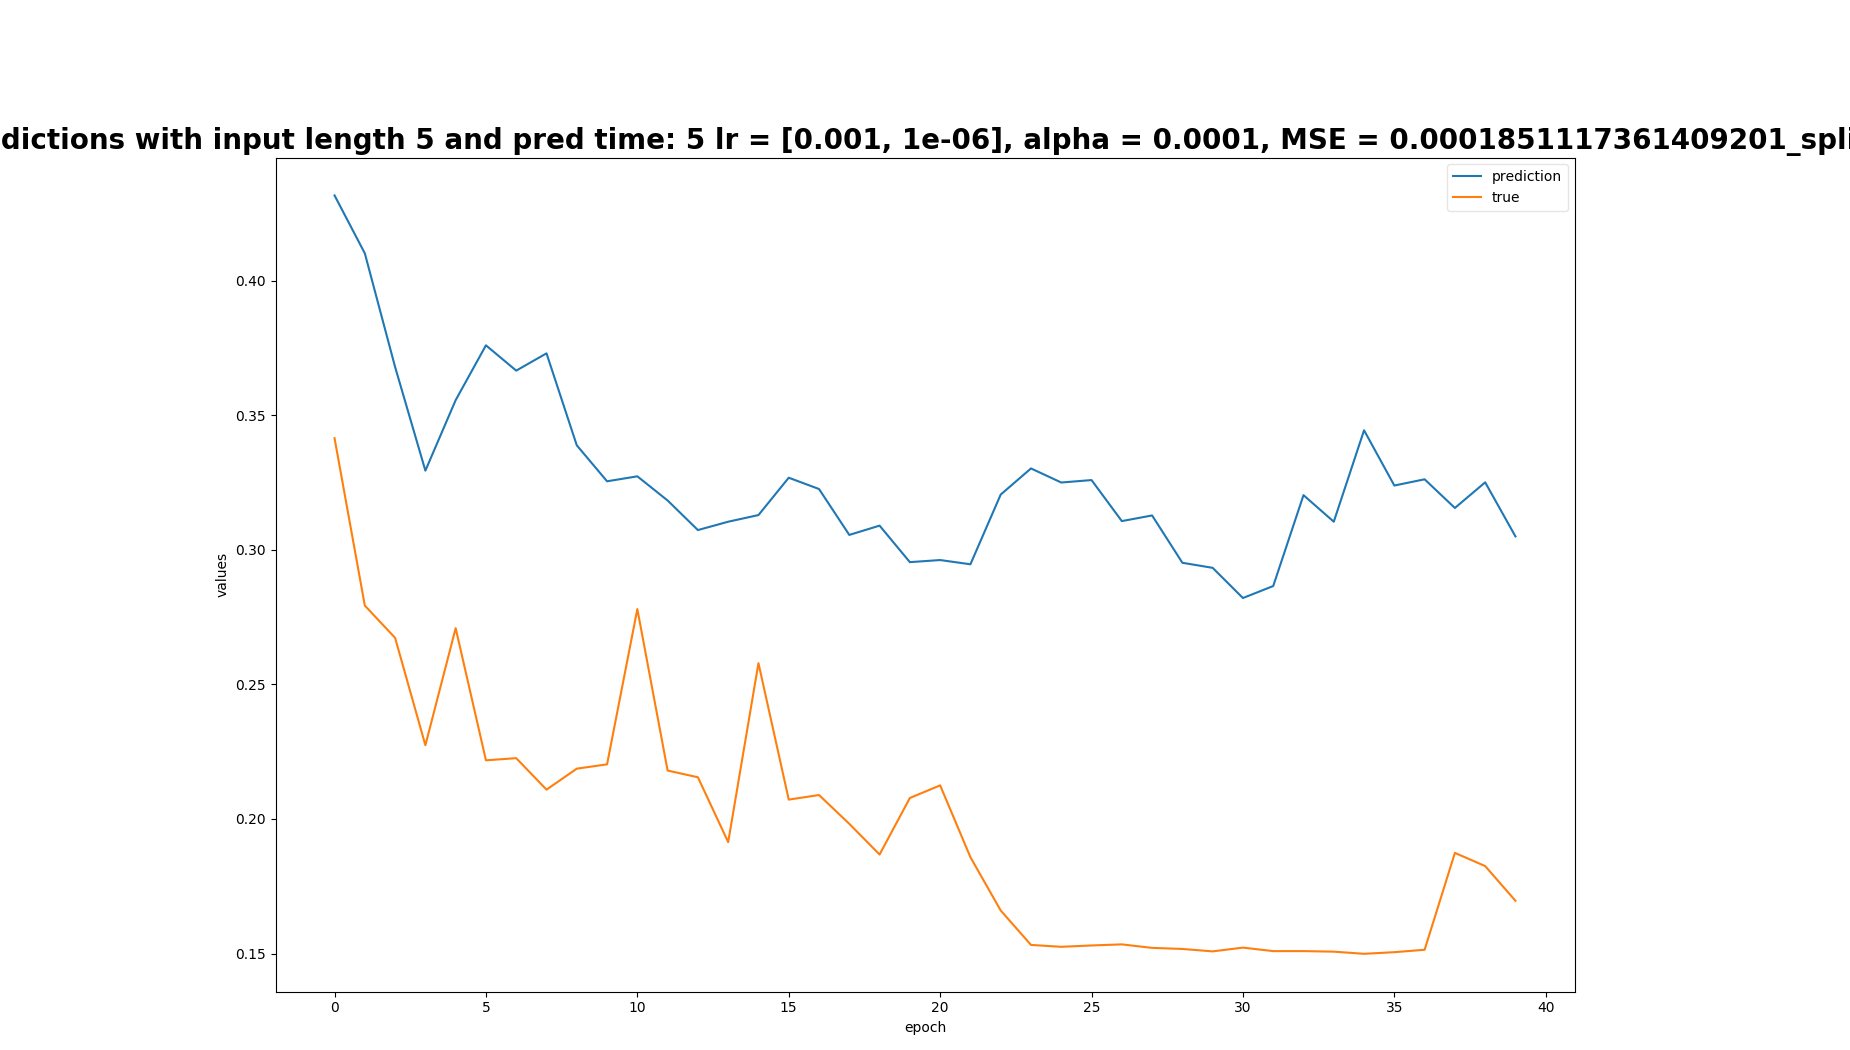 dictions with input length 5 and pred time: 5 lr = [0.001, 1e-06], alpha = 0.0001, MSE = 0.0001851117361409201_spli
prediction
true
0.40
0.35
0.30
0.25
0.20
0.15
values
0 5 10 15 20 25 30 35 40
epoch